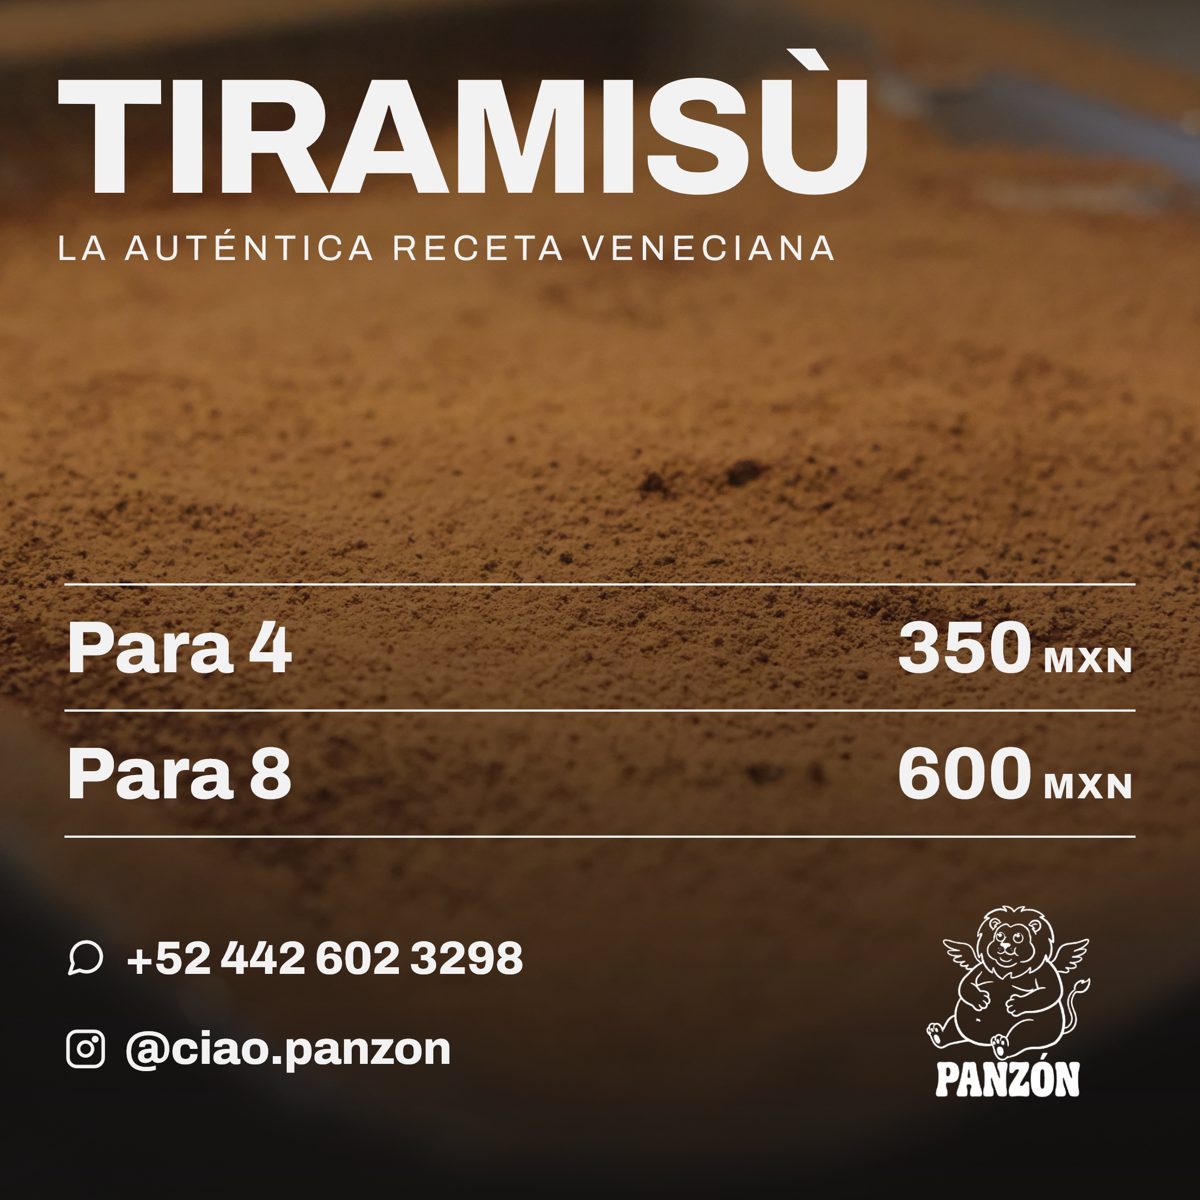 TIRAMISÙ
LA AUTÉNTICA RECETA VENECIANA
Para 4 350 MXN
Para 8 600 MXN
+52 442 602 3298
@ciao.panzon
PANZÓN